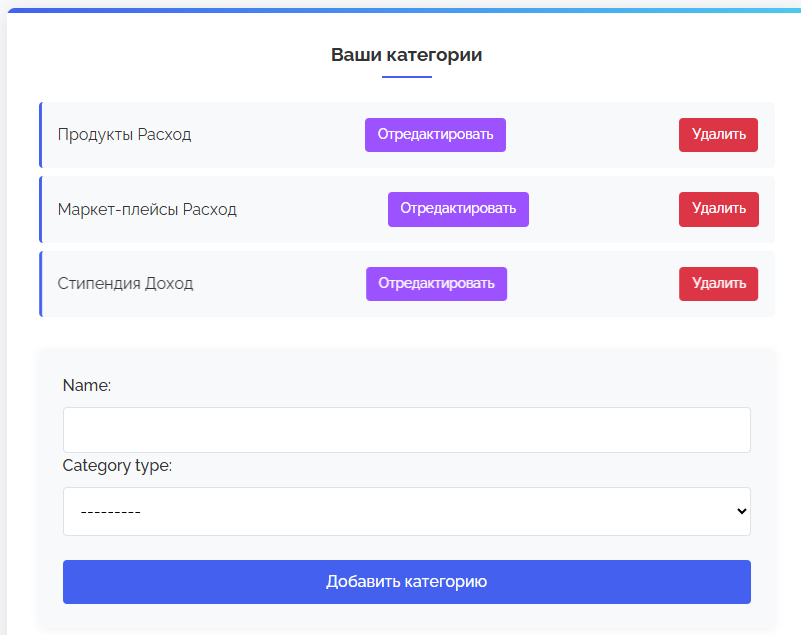 Ваши категории
Продукты Расход Отредактировать Удалить
Маркет-плейсы Расход Отредактировать Удалить
Стипендия Доход Отредактировать Удалить
Name:
Category type:
---------
Добавить категорию